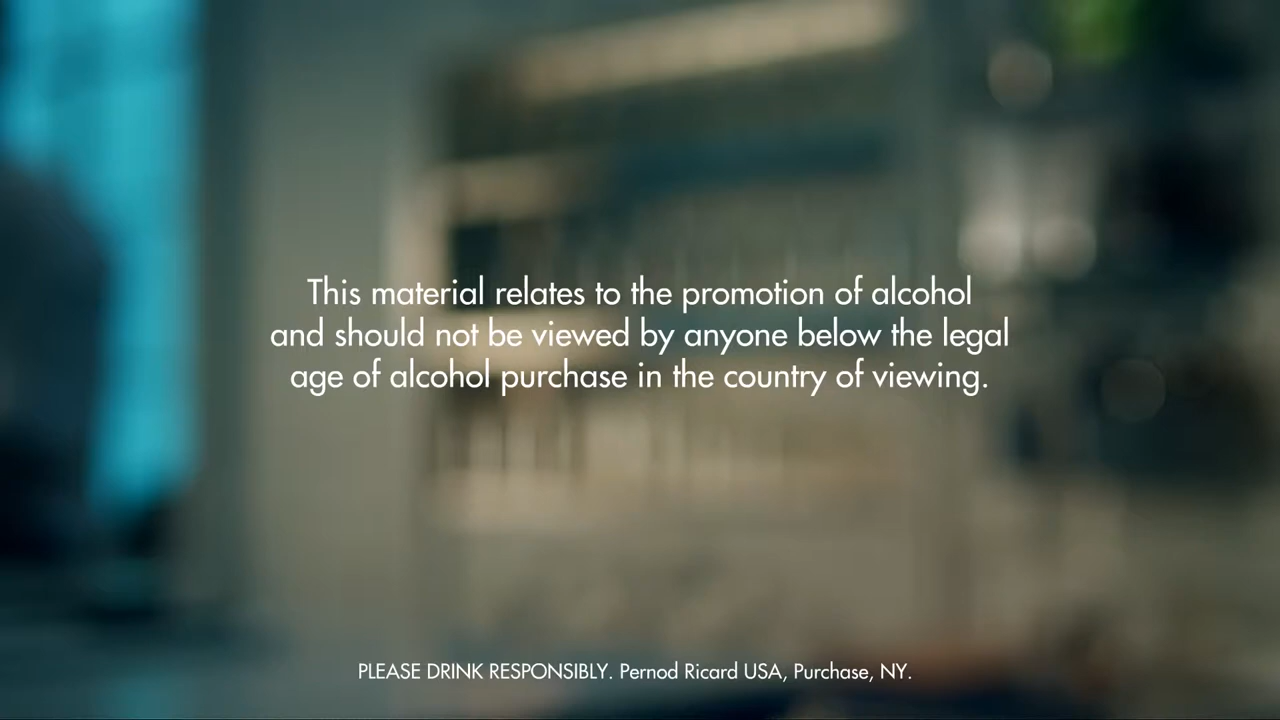 This material relates to the promotion of alcohol
and should not be viewed by anyone below the legal
age of alcohol purchase in the country of viewing.
PLEASE DRINK RESPONSIBLY. Pernod Ricard USA, Purchase, NY.